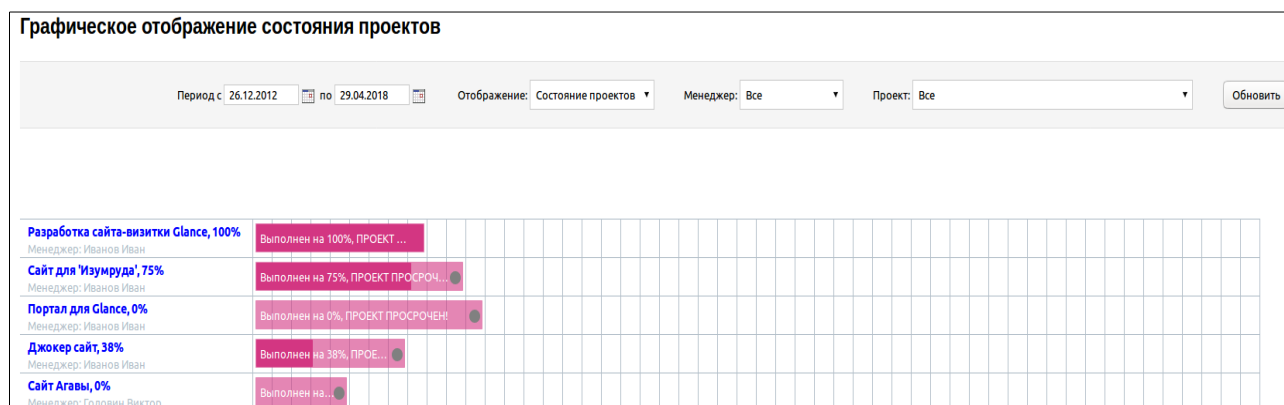 Графическое отображение состояния проектов
Период с 26.12.2012 по 29.04.2018 Отображение: Состояние проектов Менеджер: Все Проект: Все Обновить
Разработка сайта-визитки Glance, 100%
Менеджер: Иванов Иван
Выполнен на 100%, ПРОЕКТ ...
Сайт для 'Изумруда', 75%
Менеджер: Иванов Иван
Выполнен на 75%, ПРОЕКТ ПРОСРОЧ...
Портал для Glance, 0%
Менеджер: Иванов Иван
Выполнен на 0%, ПРОЕКТ ПРОСРОЧЕН!
Джокер сайт, 38%
Менеджер: Иванов Иван
Выполнен на 38%, ПРОЕ...
Сайт Агавы, 0%
Менеджер: Головин Виктор
Выполнен на...